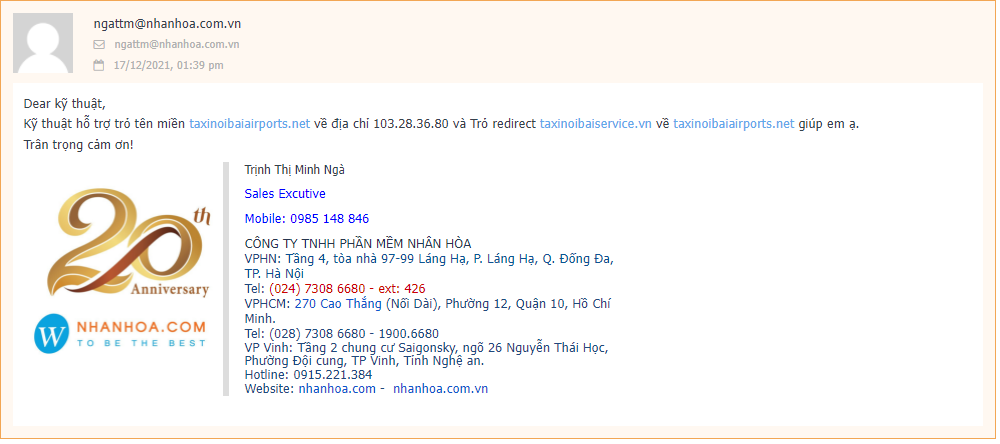 ngattm@nhanhoa.com.vn
ngattm@nhanhoa.com.vn
17/12/2021, 01:39 pm
Dear kỹ thuật,
Kỹ thuật hỗ trợ trỏ tên miền taxinoibaiairports.net về địa chỉ 103.28.36.80 và Trỏ redirect taxinoibaiservice.vn về taxinoibaiairports.net giúp em ạ.
Trân trọng cảm ơn!
20th
Anniversary
W NHANHOA.COM
TO BE THE BEST
Trịnh Thị Minh Ngà
Sales Excutive
Mobile: 0985 148 846
CÔNG TY TNHH PHẦN MỀM NHÂN HÒA
VPHN: Tầng 4, tòa nhà 97-99 Láng Hạ, P. Láng Hạ, Q. Đống Đa,
TP. Hà Nội
Tel: (024) 7308 6680 - ext: 426
VPHCM: 270 Cao Thắng (Nối Dài), Phường 12, Quận 10, Hồ Chí
Minh.
Tel: (028) 7308 6680 - 1900.6680
VP Vinh: Tầng 2 chung cư Saigonsky, ngõ 26 Nguyễn Thái Học,
Phường Đội cung, TP Vinh, Tỉnh Nghệ an.
Hotline: 0915.221.384
Website: nhanhoa.com - nhanhoa.com.vn